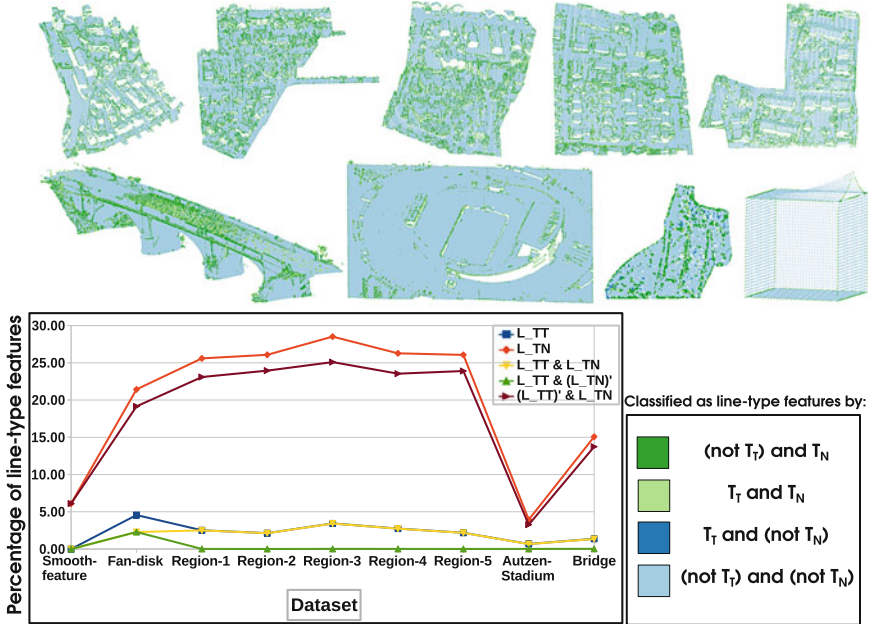 Percentage of line-type features
30.00
25.00
20.00
15.00
10.00
5.00
0.00
L_TT
L_TN
L_TT & L_TN
L_TT & (L_TN)'
(L_TT)' & L_TN
Smooth-
feature
Fan-disk
Region-1
Region-2
Region-3
Region-4
Region-5
Autzen-
Stadium
Bridge
Dataset
Classified as line-type features by:
(not T_T) and T_N
T_T and T_N
T_T and (not T_N)
(not T_T) and (not T_N)